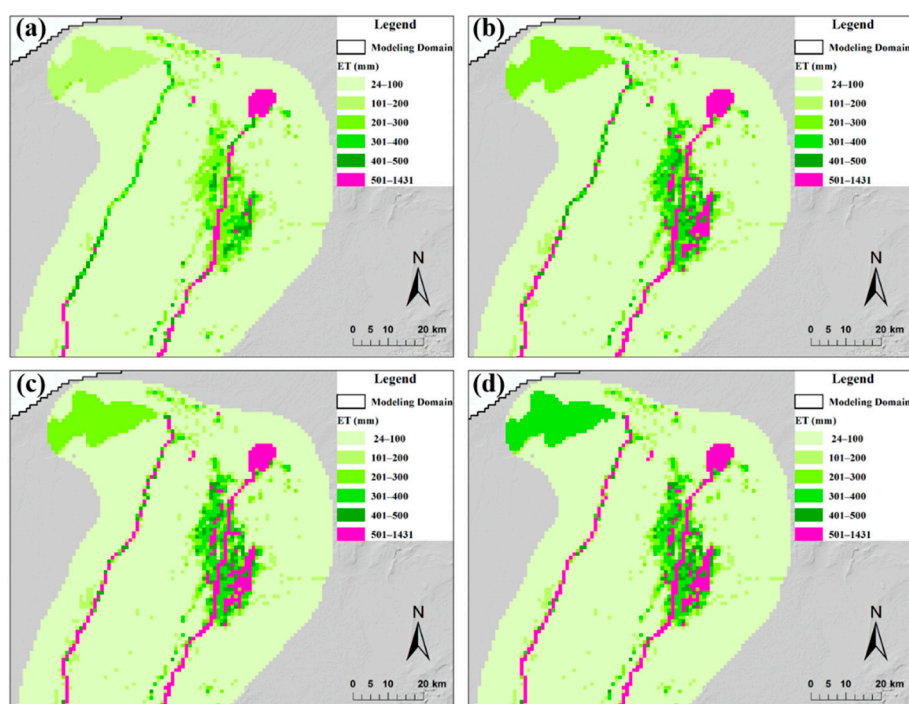 (a)
Legend
Modeling Domain
ET (mm)
24–100
101–200
201–300
301–400
401–500
501–1431
N
0 5 10 20 km
(b)
Legend
Modeling Domain
ET (mm)
24–100
101–200
201–300
301–400
401–500
501–1431
N
0 5 10 20 km
(c)
Legend
Modeling Domain
ET (mm)
24–100
101–200
201–300
301–400
401–500
501–1431
N
0 5 10 20 km
(d)
Legend
Modeling Domain
ET (mm)
24–100
101–200
201–300
301–400
401–500
501–1431
N
0 5 10 20 km